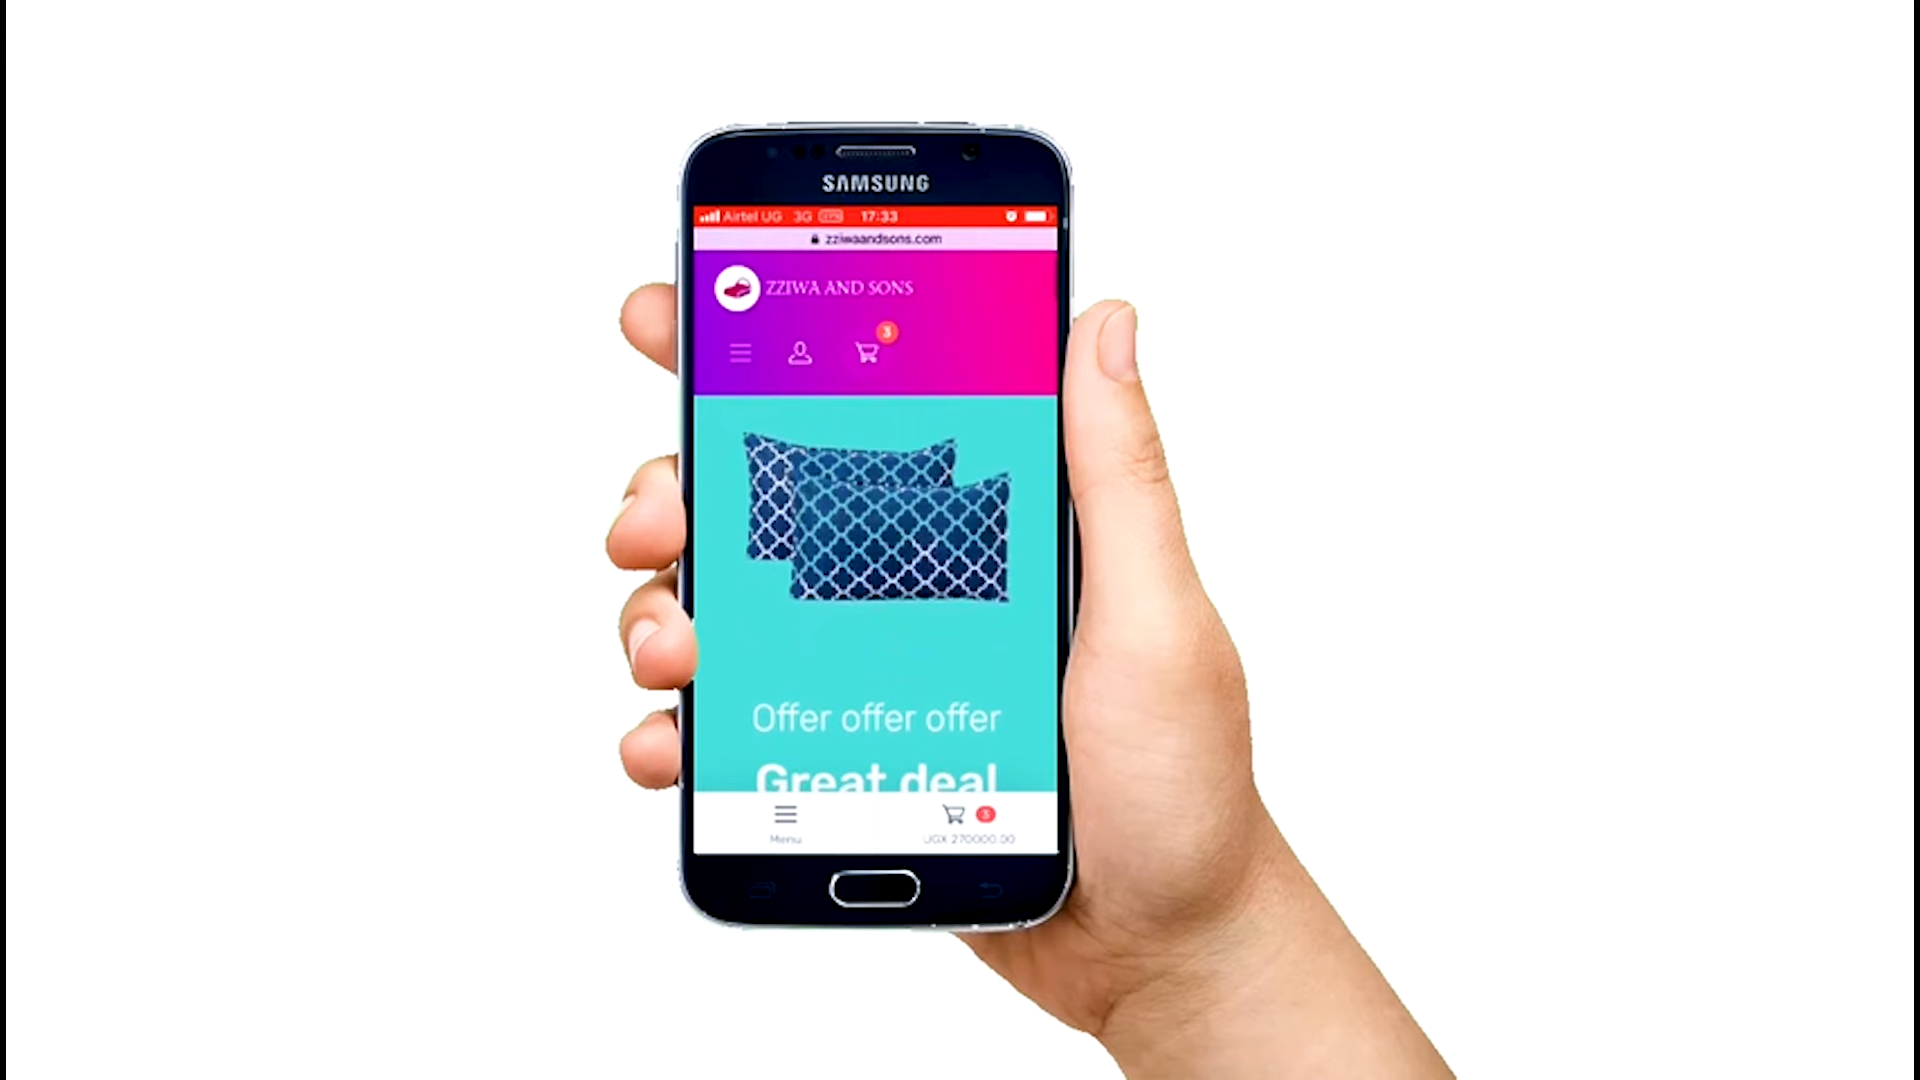 SAMSUNG
Airtel UG 3G 17:33
zziwaandsons.com
ZZIWA AND SONS
3
Offer offer offer
Great deal
3
Menu
UGX 270000.00